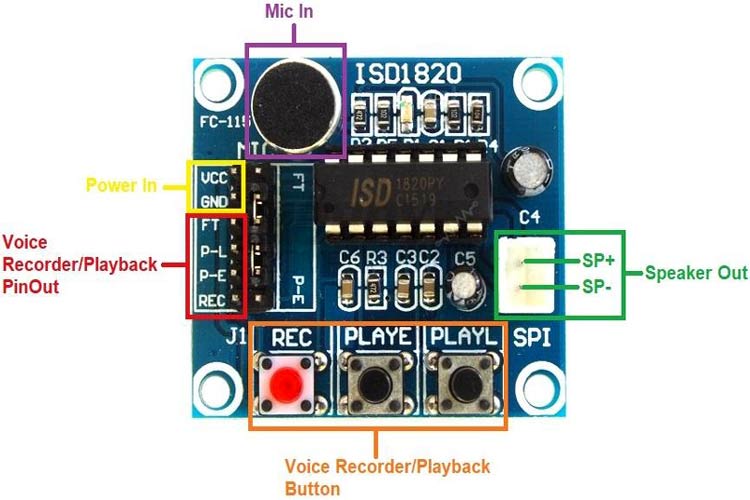 Mic In
ISD1820
FC-115
MIC
Power In
VCC
GND
FT
ISD 1820PY
C1519
C4
Voice
Recorder/Playback
PinOut
FT
P-L
P-E
REC
P-E
C6 R3 C3 C2 C5
SP+
SP-
Speaker Out
J1
REC PLAYE PLAYL SPI
Voice Recorder/Playback
Button